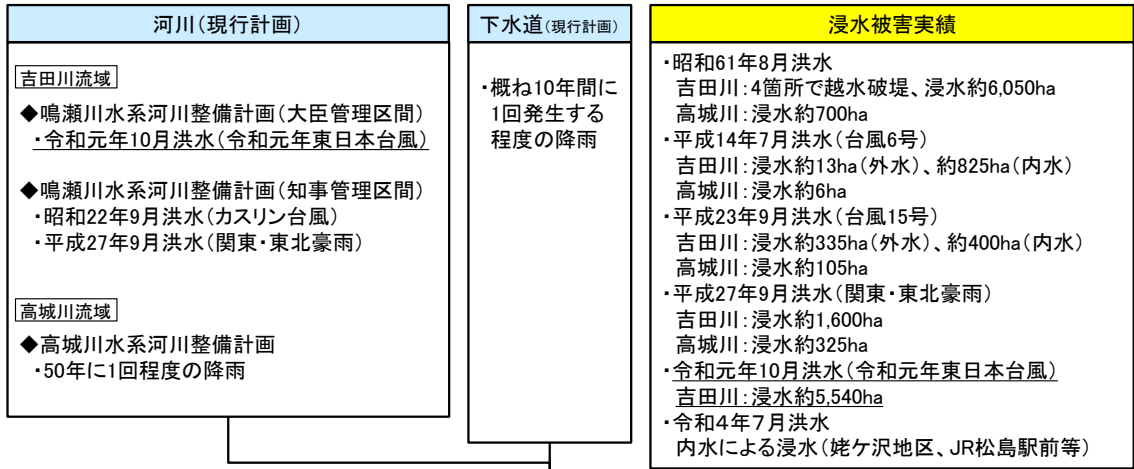 河川(現行計画)
吉田川流域
◆鳴瀬川水系河川整備計画(大臣管理区間)
・令和元年10月洪水(令和元年東日本台風)
◆鳴瀬川水系河川整備計画(知事管理区間)
・昭和22年9月洪水(カスリン台風)
・平成27年9月洪水(関東・東北豪雨)
高城川流域
◆高城川水系河川整備計画
・50年に1回程度の降雨
下水道(現行計画)
・概ね10年間に
1回発生する
程度の降雨
浸水被害実績
・昭和61年8月洪水
吉田川:4箇所で越水破堤、浸水約6,050ha
高城川:浸水約700ha
・平成14年7月洪水(台風6号)
吉田川:浸水約13ha(外水)、約825ha(内水)
高城川:浸水約6ha
・平成23年9月洪水(台風15号)
吉田川:浸水約335ha(外水)、約400ha(内水)
高城川:浸水約105ha
・平成27年9月洪水(関東・東北豪雨)
吉田川:浸水約1,600ha
高城川:浸水約325ha
・令和元年10月洪水(令和元年東日本台風)
吉田川:浸水約5,540ha
・令和4年7月洪水
内水による浸水(姥ケ沢地区、JR松島駅前等)